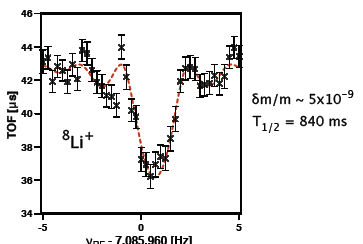 46
44
42
40
38
36
34
TOF [µs]
⁸Li⁺
δm/m ~ 5x10⁻⁹
T₁/₂ = 840 ms
-5 0 5
- 7,085,960 [Hz]